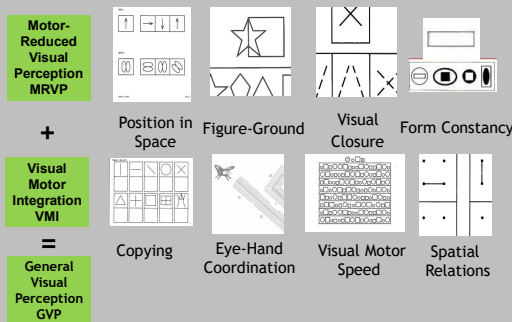 Motor-
Reduced
Visual
Perception
MRVP
Position in
Space
Figure-Ground
Visual
Closure
Form Constancy
+
Visual
Motor
Integration
VMI
Copying
Eye-Hand
Coordination
Visual Motor
Speed
Spatial
Relations
=
General
Visual
Perception
GVP